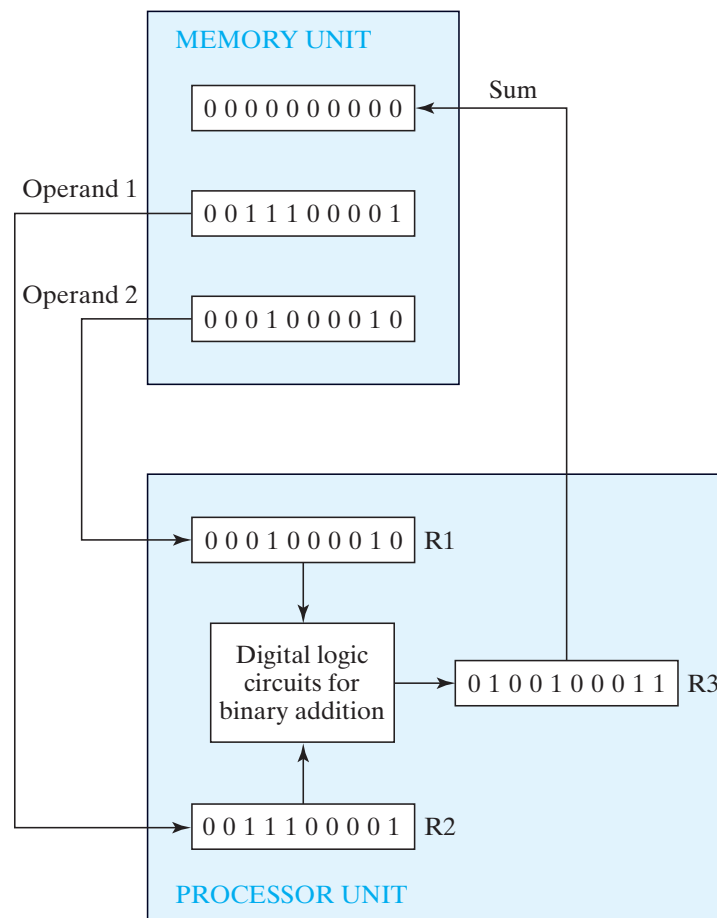 MEMORY UNIT
Sum
0 0 0 0 0 0 0 0 0 0
Operand 1
0 0 1 1 1 0 0 0 0 1
Operand 2
0 0 0 1 0 0 0 0 1 0
0 0 0 1 0 0 0 0 1 0 R1
Digital logic
circuits for
binary addition
0 1 0 0 1 0 0 0 1 1 R3
0 0 1 1 1 0 0 0 0 1 R2
PROCESSOR UNIT